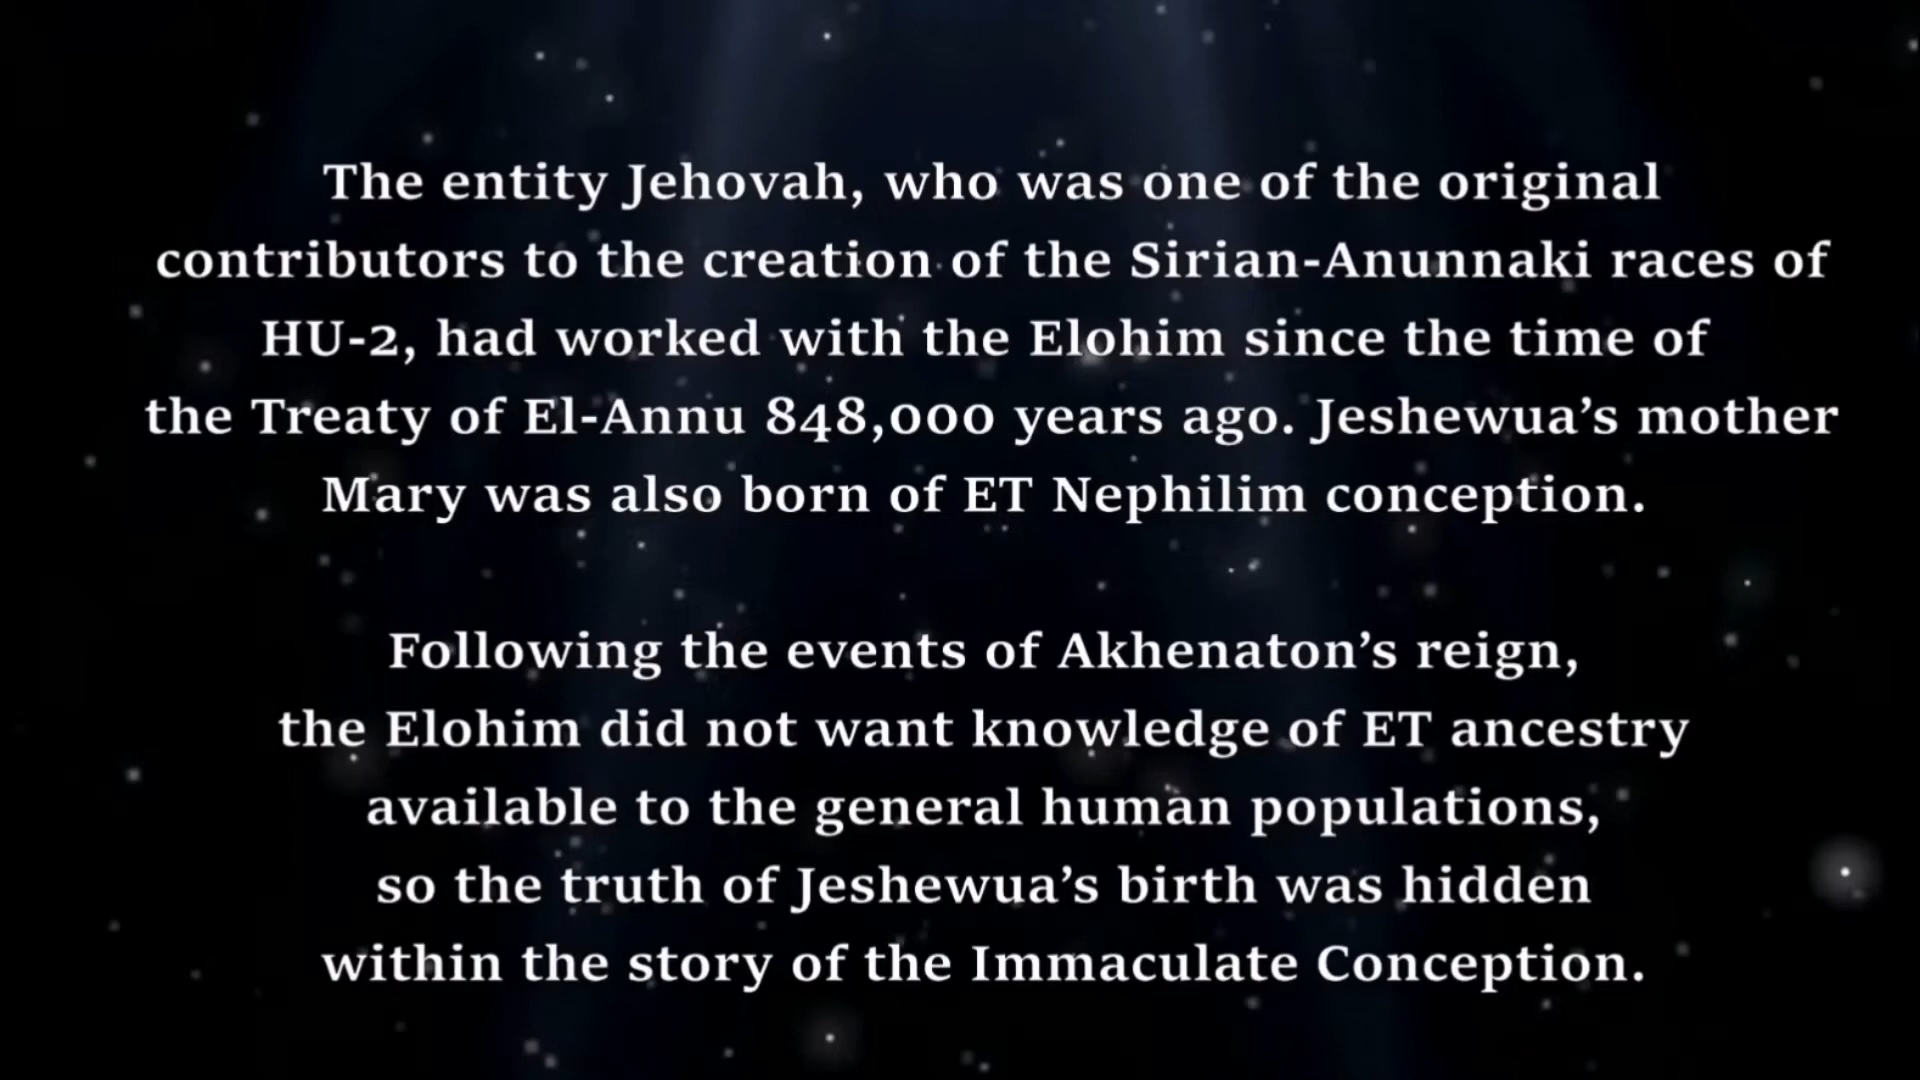 The entity Jehovah, who was one of the original
contributors to the creation of the Sirian-Anunnaki races of
HU-2, had worked with the Elohim since the time of
the Treaty of El-Annu 848,000 years ago. Jeshewua’s mother
Mary was also born of ET Nephilim conception.
Following the events of Akhenaton’s reign,
the Elohim did not want knowledge of ET ancestry
available to the general human populations,
so the truth of Jeshewua’s birth was hidden
within the story of the Immaculate Conception.